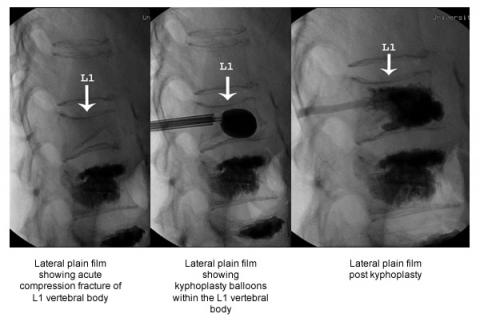 Universit
L1
L1
L1
Lateral plain film
showing acute
compression fracture of
L1 vertebral body
Lateral plain film
showing
kyphoplasty balloons
within the L1 vertebral
body
Lateral plain film
post kyphoplasty